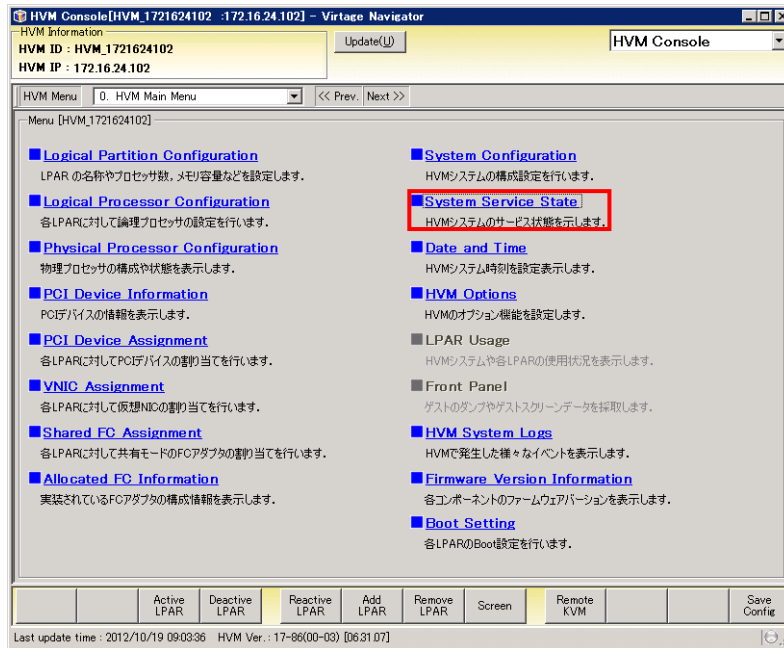 HVM Console[HVM_1721624102 :172.16.24.102] - Virtage Navigator
HVM Information
HVM ID : HVM_1721624102
HVM IP : 172.16.24.102
Update(U)
HVM Console
HVM Menu
0. HVM Main Menu
<< Prev. Next >>
Menu [HVM_1721624102]
Logical Partition Configuration
LPAR の名称やプロセッサ数, メモリ容量などを設定します.
Logical Processor Configuration
各LPARに対して論理プロセッサの設定を行います.
Physical Processor Configuration
物理プロセッサの構成や状態を表示します.
PCI Device Information
PCIデバイスの情報を表示します.
PCI Device Assignment
各LPARに対してPCIデバイスの割り当てを行います.
VNIC Assignment
各LPARに対して仮想NICの割り当てを行います.
Shared FC Assignment
各LPARに対して共有モードのFCアダプタの割り当てを行います.
Allocated FC Information
実装されているFCアダプタの構成情報を表示します.
System Configuration
HVMシステムの構成設定を行います.
System Service State
HVMシステムのサービス状態を示します.
Date and Time
HVMシステム時刻を設定表示します.
HVM Options
HVMのオプション機能を設定します.
LPAR Usage
HVMシステムや各LPARの使用状況を表示します.
Front Panel
ゲストのダンプやゲストスクリーンデータを採取します.
HVM System Logs
HVMで発生した様々なイベントを表示します.
Firmware Version Information
各コンポーネントのファームウェアバージョンを表示します.
Boot Setting
各LPARのBoot設定を行います.
Active LPAR
Deactive LPAR
Reactive LPAR
Add LPAR
Remove LPAR
Screen
Remote KVM
Save Config
Last update time : 2012/10/19 09:03:36 HVM Ver. : 17-86(00-03) [06.31.07]